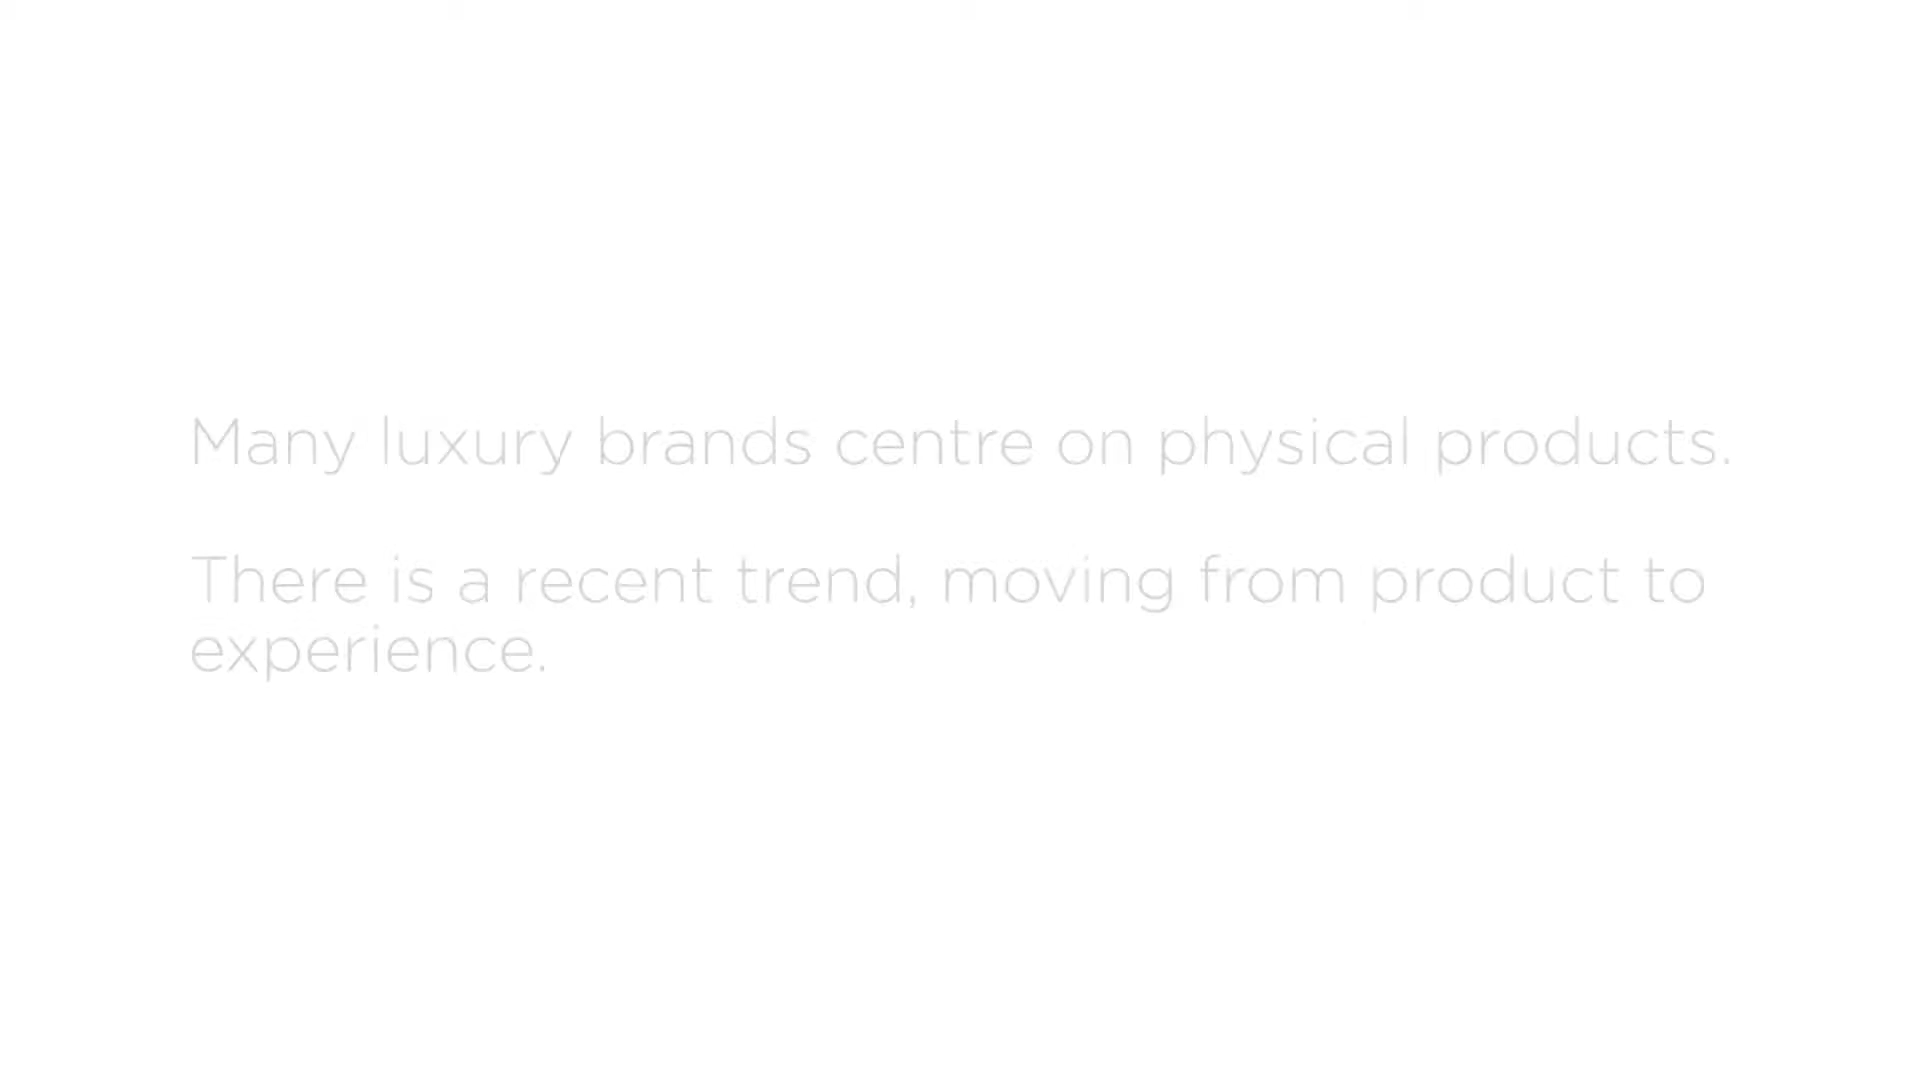 Many luxury brands centre on physical products.
There is a recent trend, moving from product to
experience.